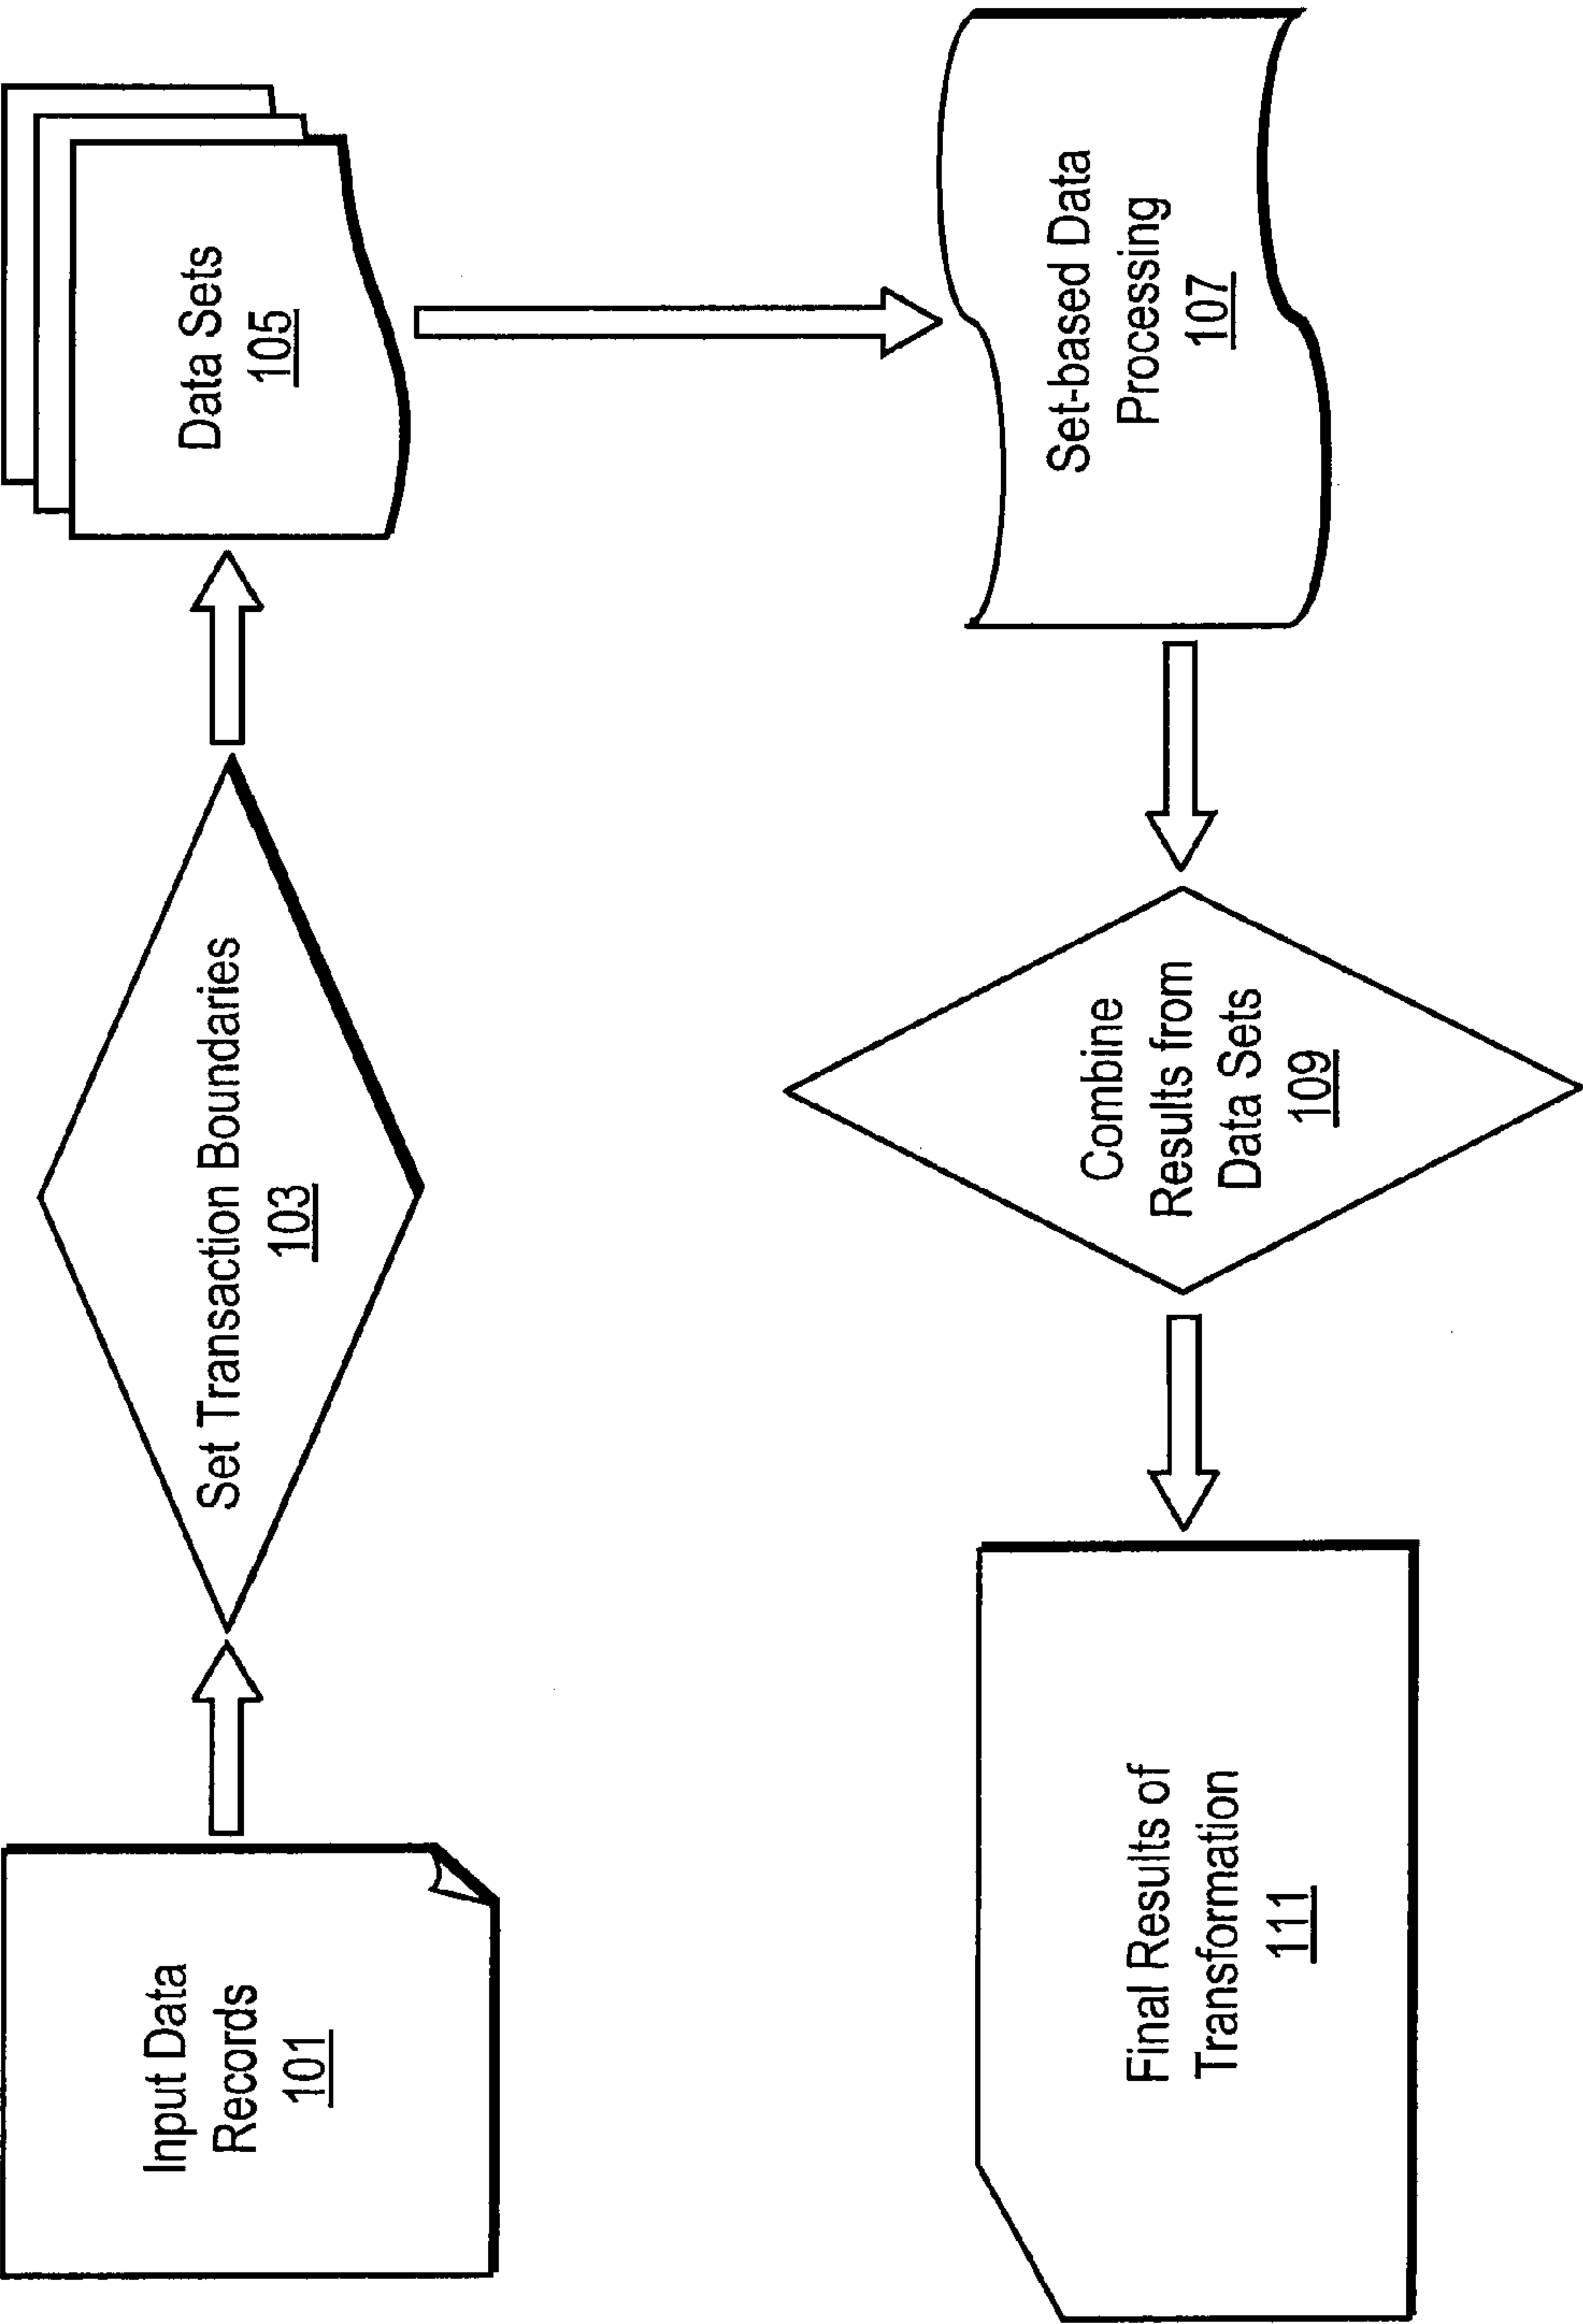 Input Data
Records
101
Set Transaction Boundaries
103
Data Sets
105
Set-based Data
Processing
107
Combine
Results from
Data Sets
109
Final Results of
Transformation
111